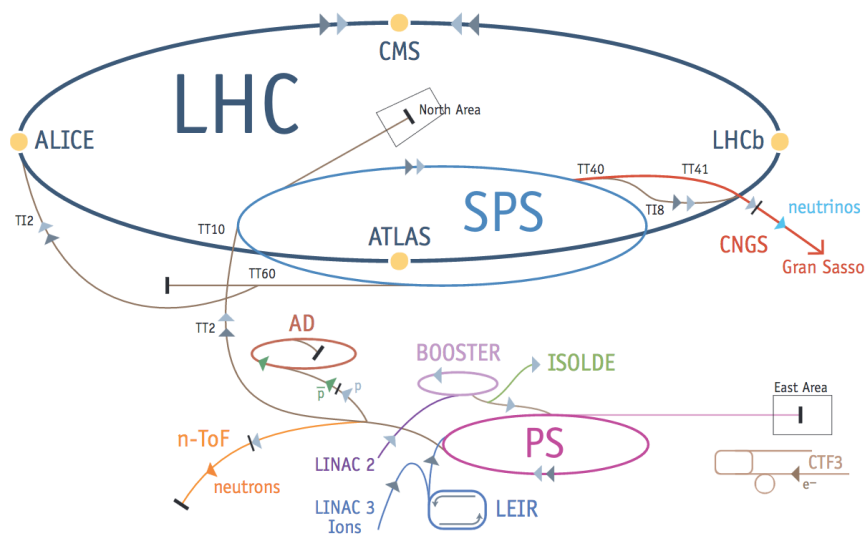 CMS
LHC
North Area
ALICE
LHCb
TT40
TT41
SPS
TI2
TI8
neutrinos
TT10
ATLAS
CNGS
Gran Sasso
TT60
TT2
AD
BOOSTER
ISOLDE
p
p̅
East Area
n-ToF
PS
LINAC 2
neutrons
CTF3
e−
LINAC 3
Ions
LEIR